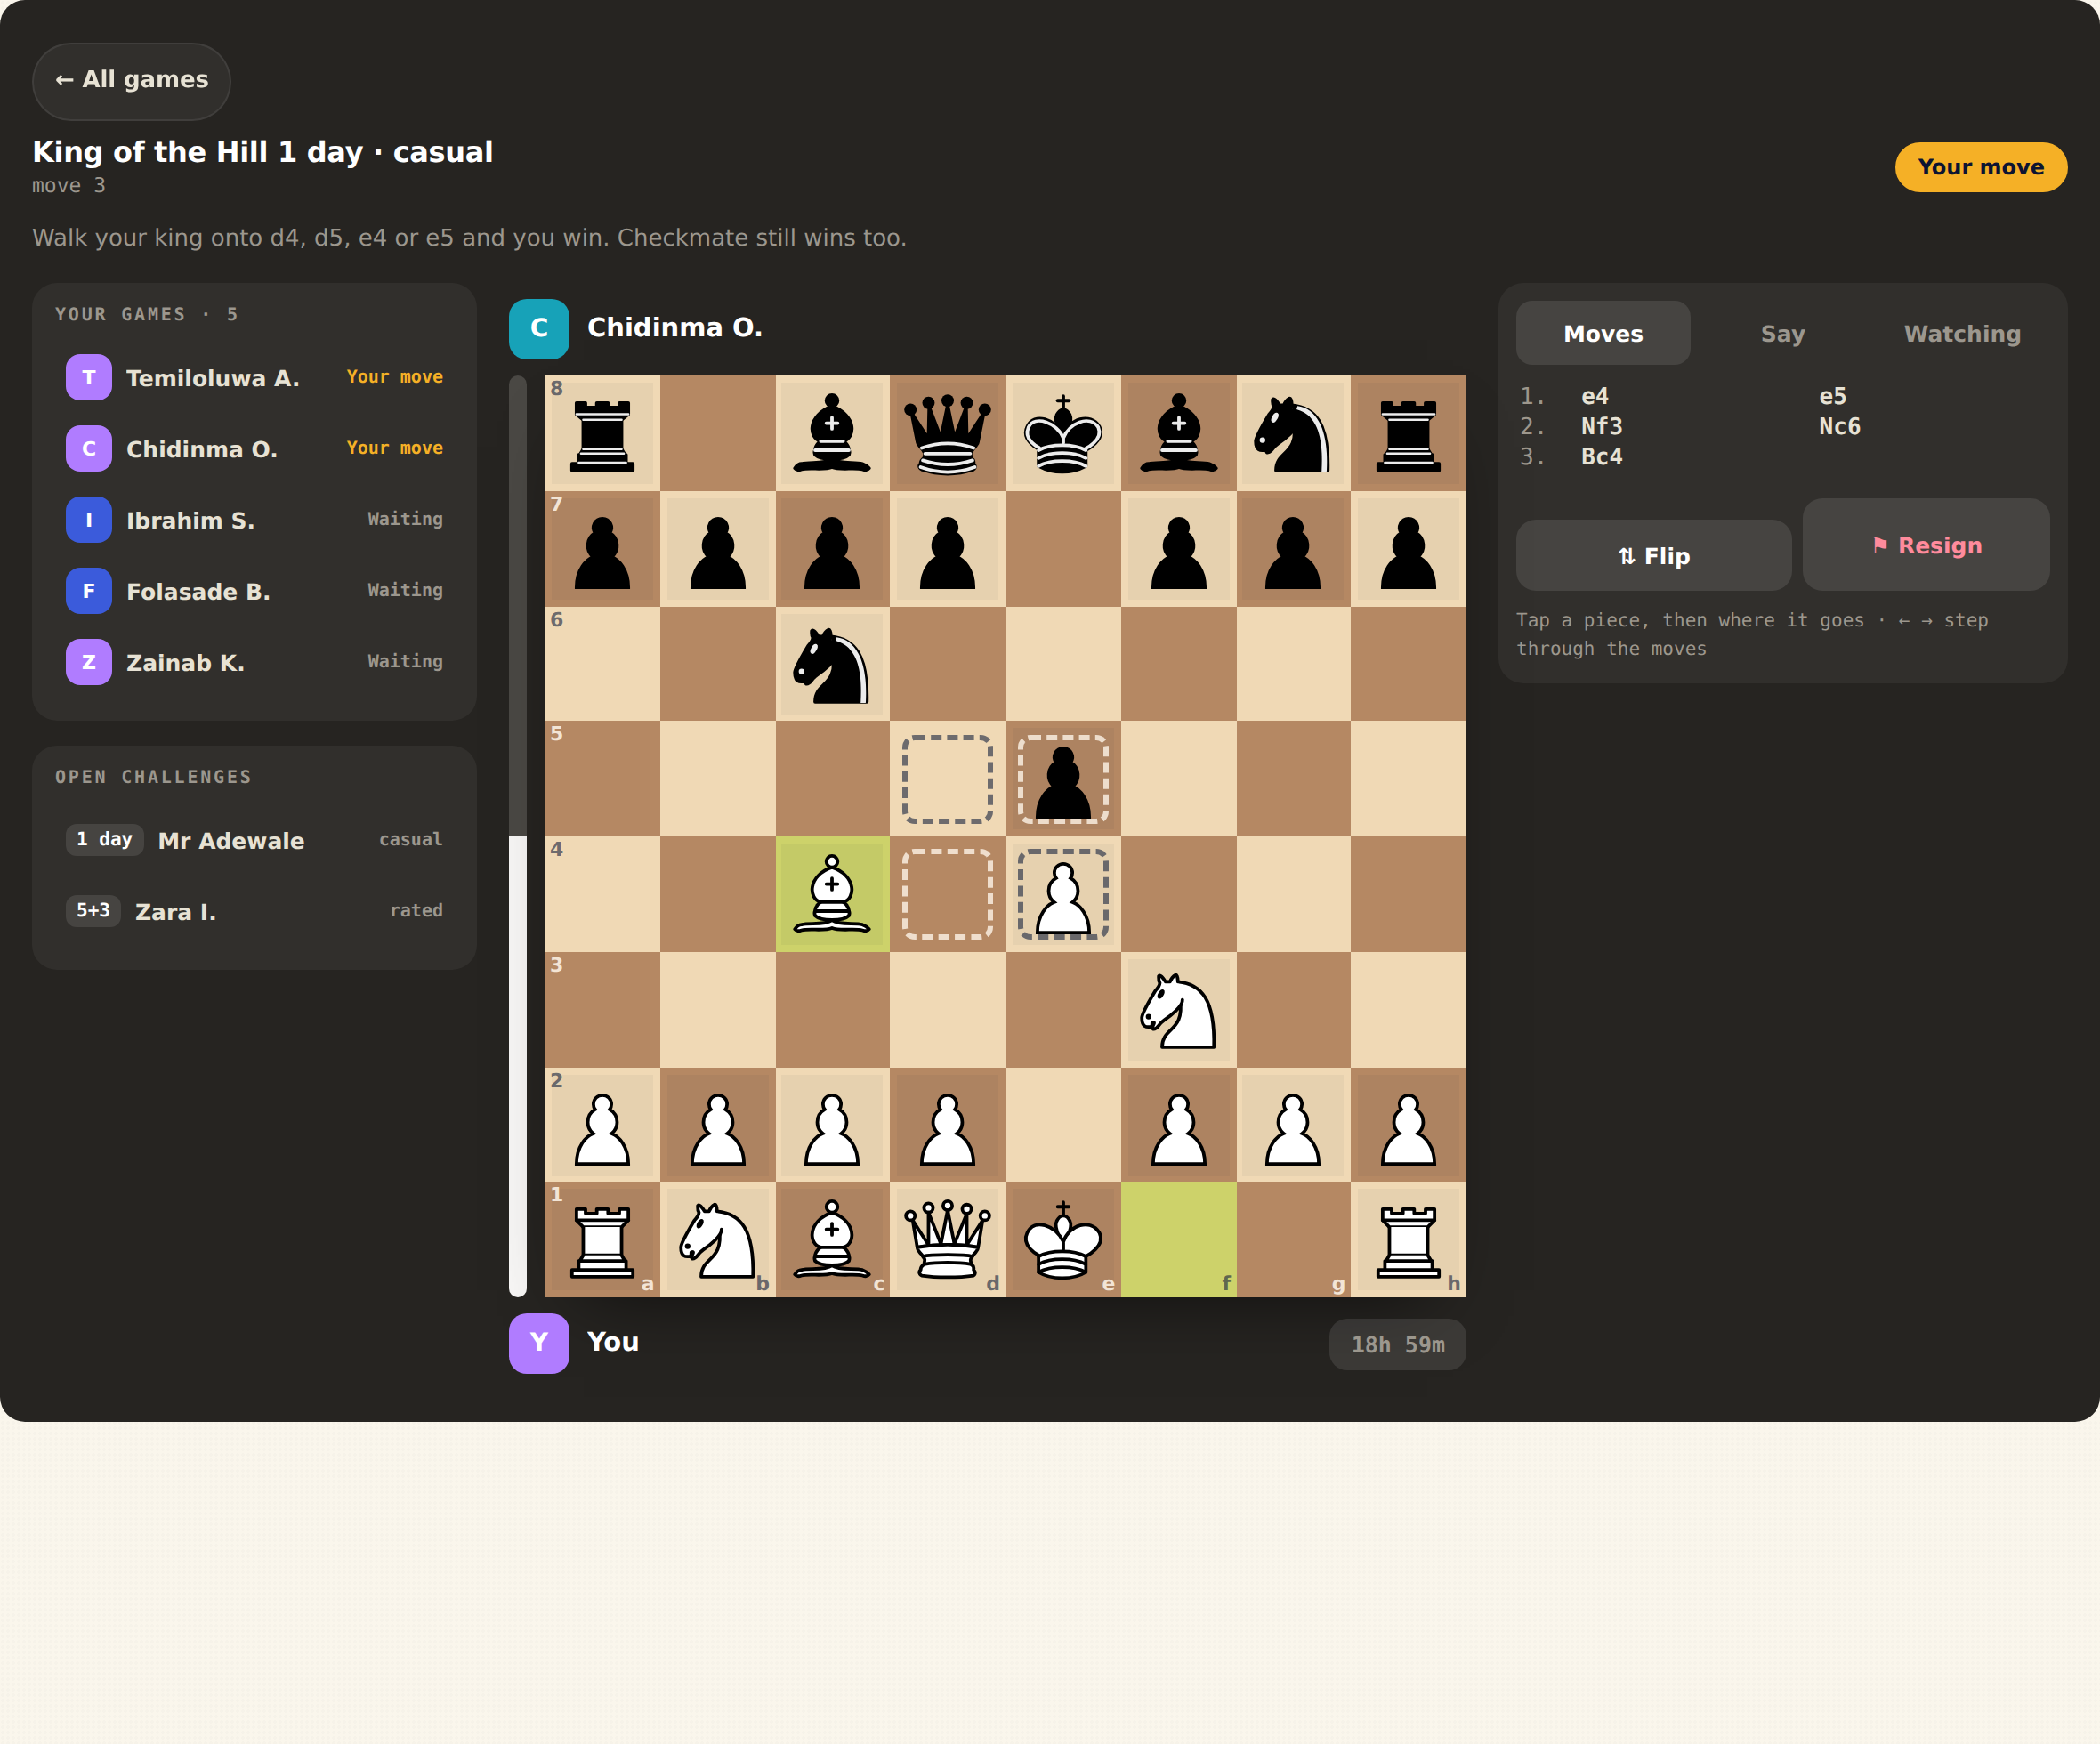 ← All games
King of the Hill 1 day · casual
move 3
Your move
Walk your king onto d4, d5, e4 or e5 and you win. Checkmate still wins too.
YOUR GAMES · 5
T Temiloluwa A. Your move
C Chidinma O. Your move
I Ibrahim S. Waiting
F Folasade B. Waiting
Z Zainab K. Waiting
OPEN CHALLENGES
1 day Mr Adewale casual
5+3 Zara I. rated
C Chidinma O.
8
7
6
5
4
3
2
1
a b c d e f g h
Y You 18h 59m
Moves Say Watching
1. e4 e5
2. Nf3 Nc6
3. Bc4
⇅ Flip ⚑ Resign
Tap a piece, then where it goes · ← → step
through the moves